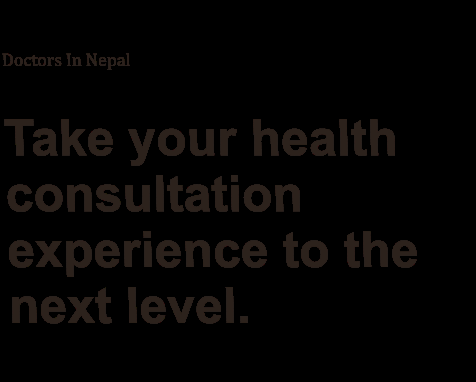 Doctors In Nepal
Take your health
consultation
experience to the
next level.